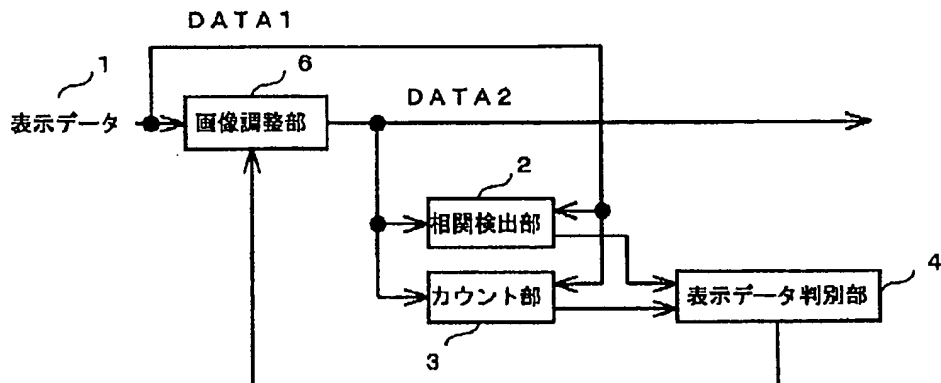 DATA1
1
6
表示データ
画像調整部
DATA2
2
相関検出部
4
カウント部
表示データ判別部
3